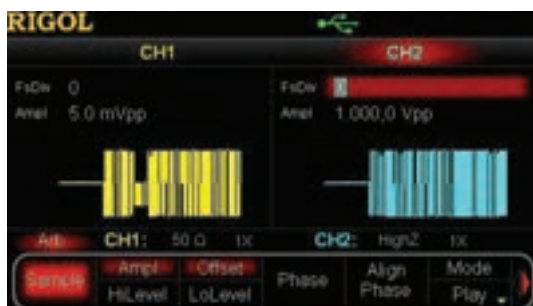 RIGOL
CH1 CH2
FsDiv 0 FsDiv 0
Ampl 5.0 mVpp Ampl 1.000,0 Vpp
Arb CH1: 50 Ω 1X CH2: HighZ 1X
Sample Ampl Offset Phase Align Phase Mode
HiLevel LoLevel Play